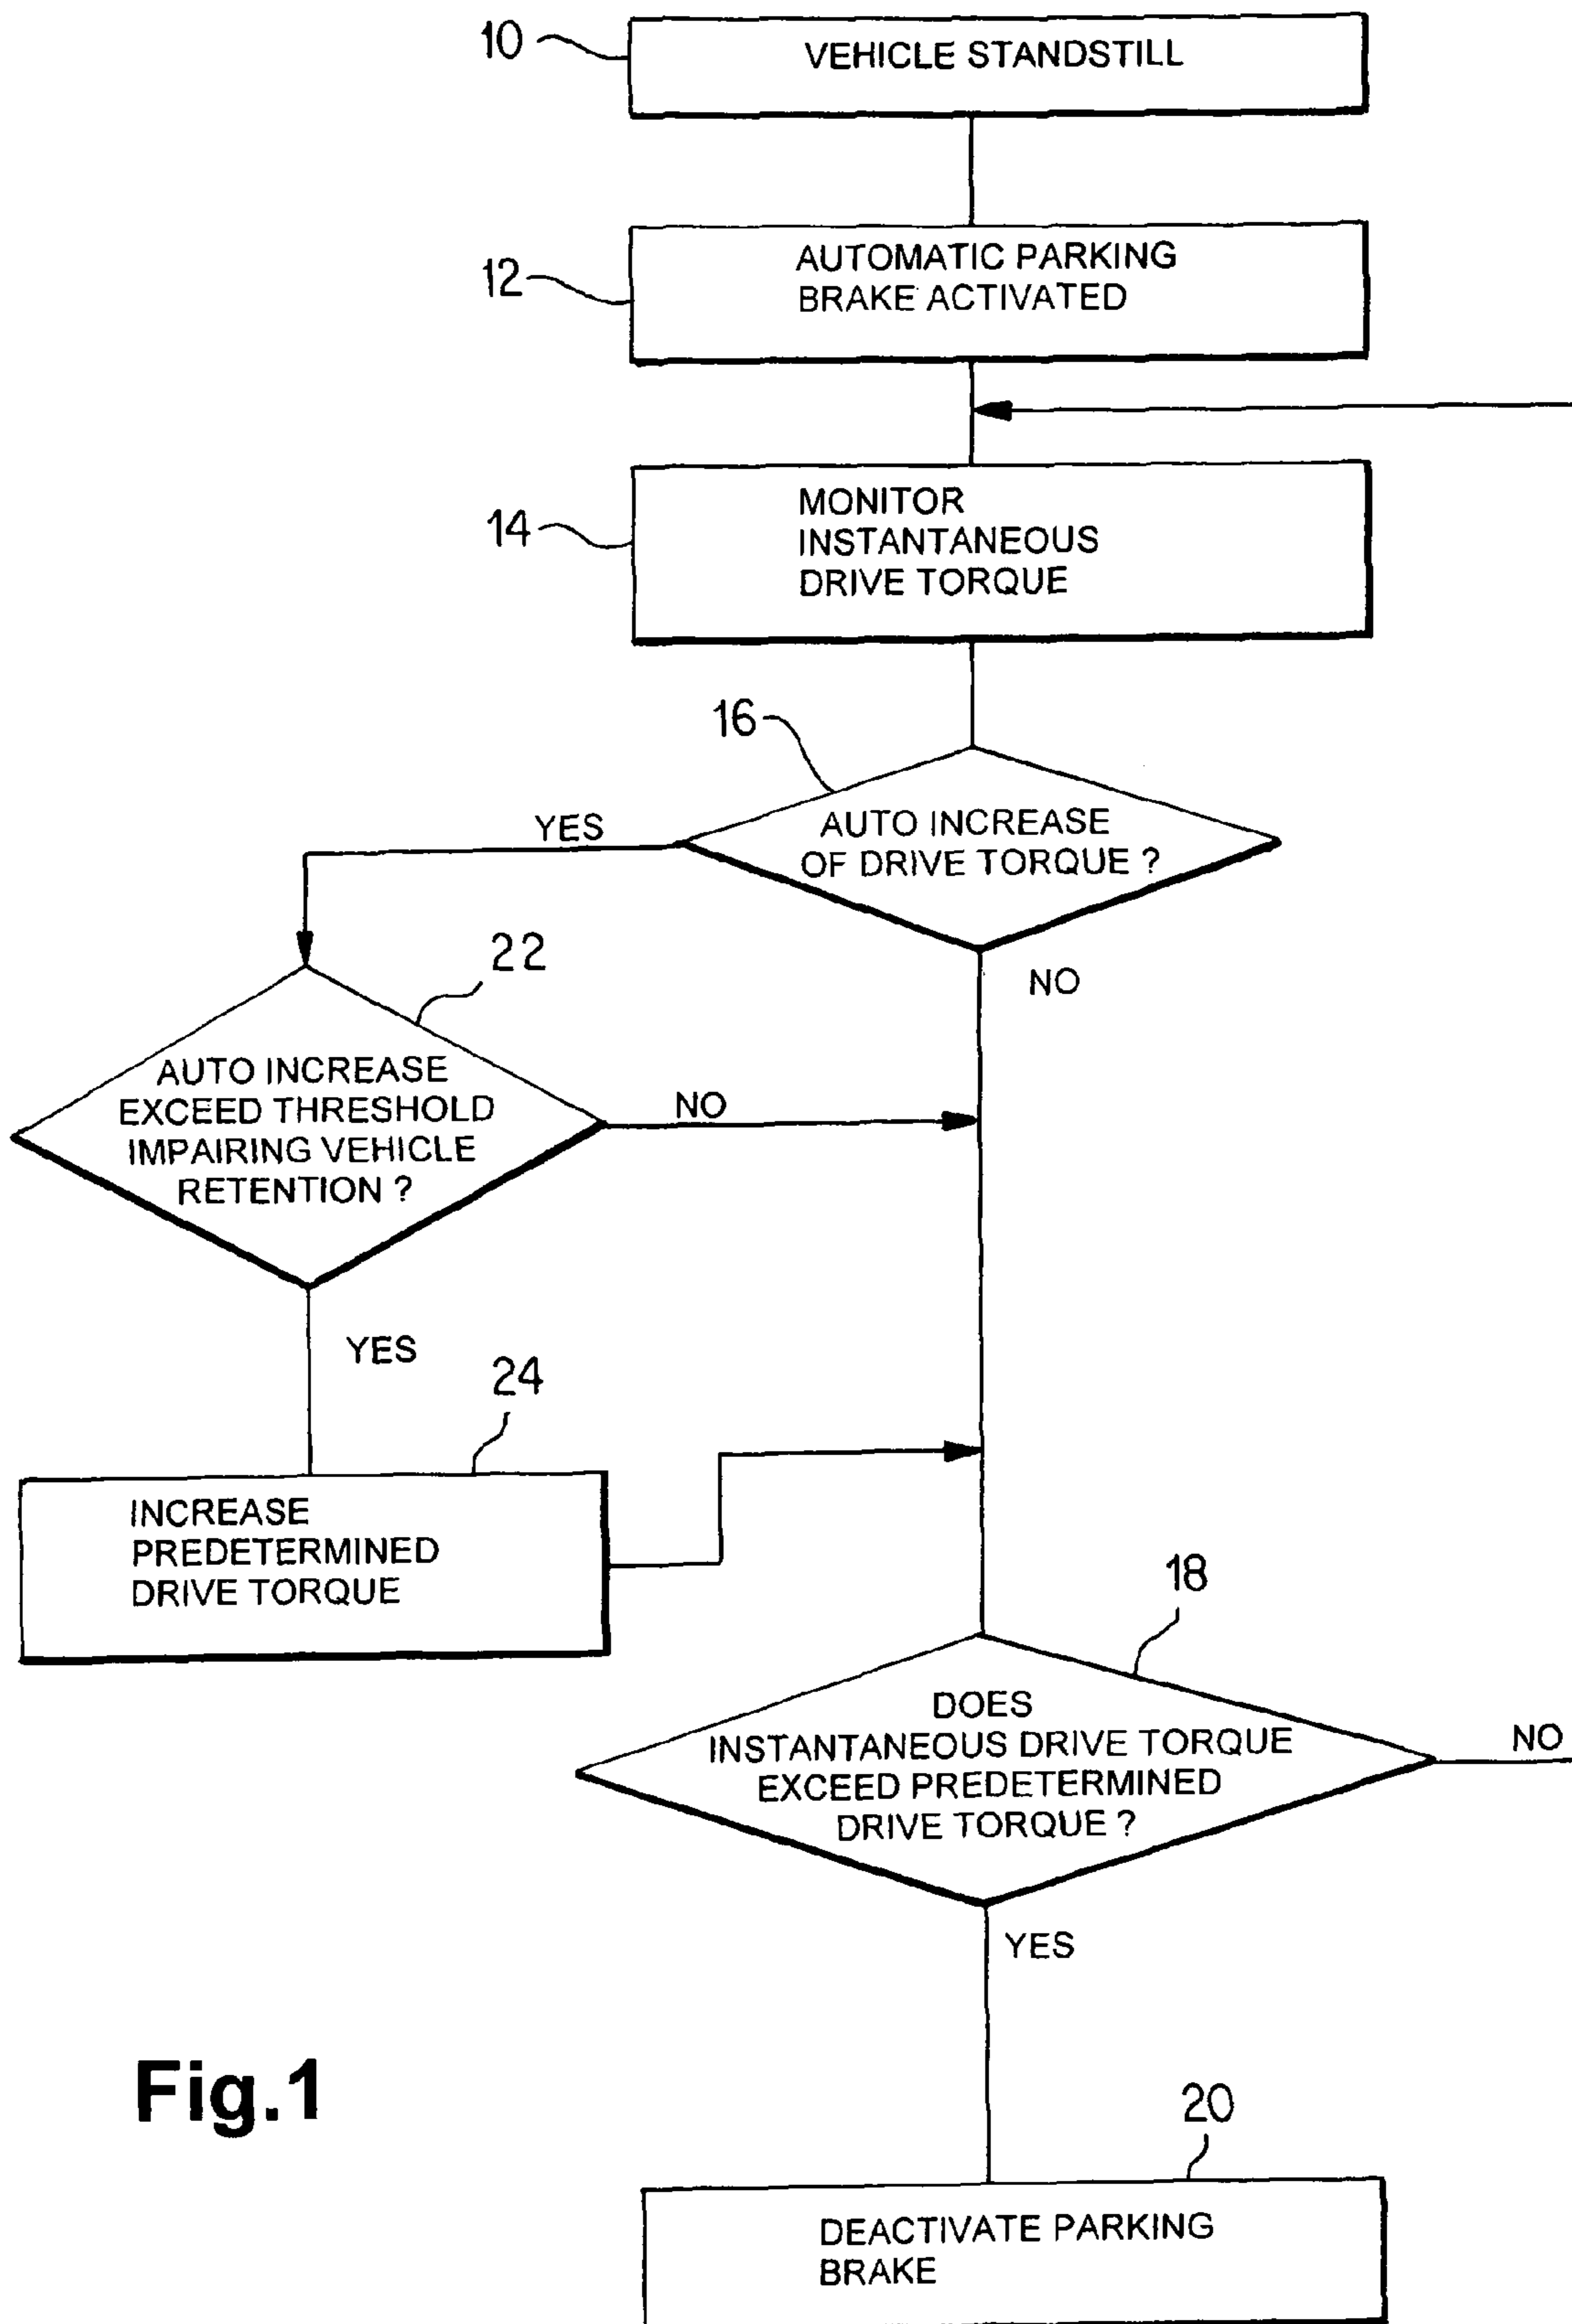 10
VEHICLE STANDSTILL
12
AUTOMATIC PARKING
BRAKE ACTIVATED
14
MONITOR
INSTANTANEOUS
DRIVE TORQUE
16
YES
AUTO INCREASE
OF DRIVE TORQUE ?
NO
22
AUTO INCREASE
EXCEED THRESHOLD
IMPAIRING VEHICLE
RETENTION ?
NO
YES
24
INCREASE
PREDETERMINED
DRIVE TORQUE
18
DOES
INSTANTANEOUS DRIVE TORQUE
EXCEED PREDETERMINED
DRIVE TORQUE ?
NO
YES
Fig.1
20
DEACTIVATE PARKING
BRAKE